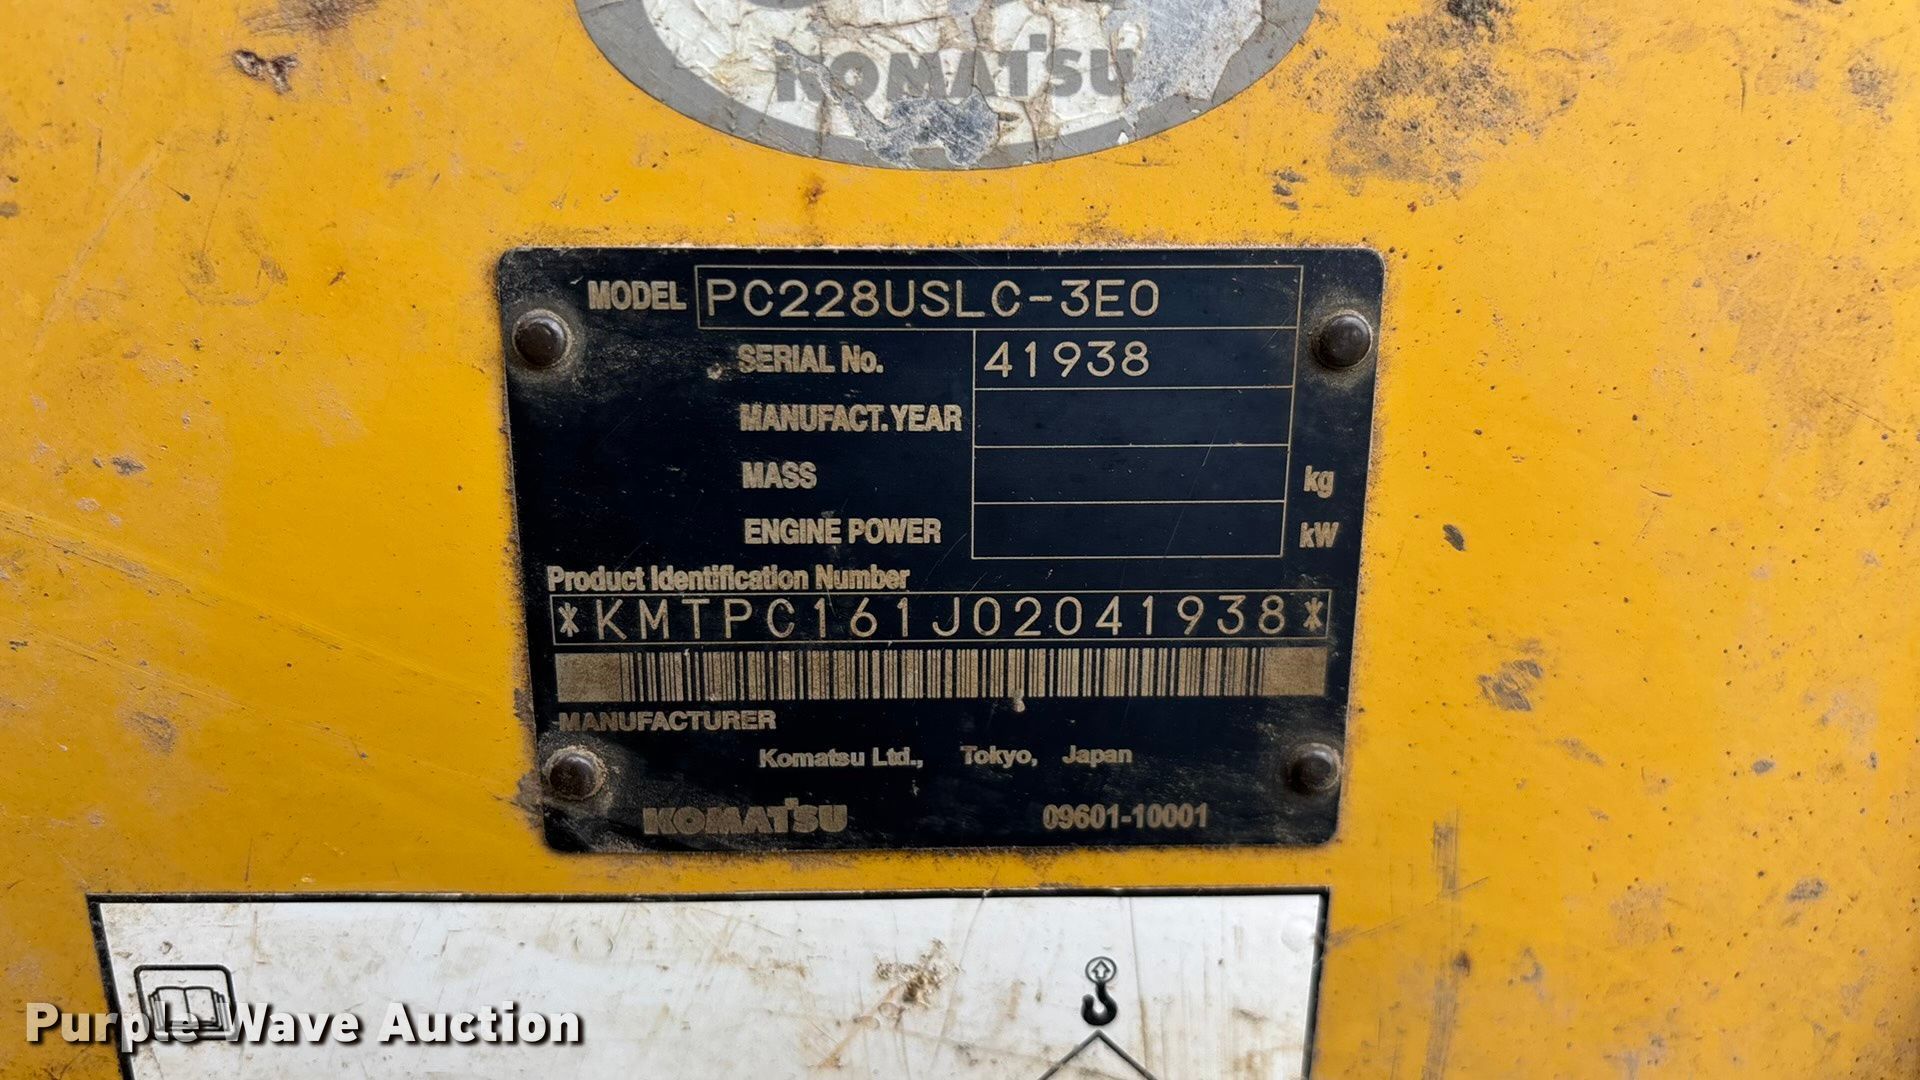 KOMATSU
MODEL PC228USLC-3E0
SERIAL No. 41938
MANUFACT. YEAR
MASS kg
ENGINE POWER kW
Product Identification Number
*KMTPC161J02041938*
MANUFACTURER
Komatsu Ltd., Tokyo, Japan
KOMATSU 09601-10001
Purple Wave Auction